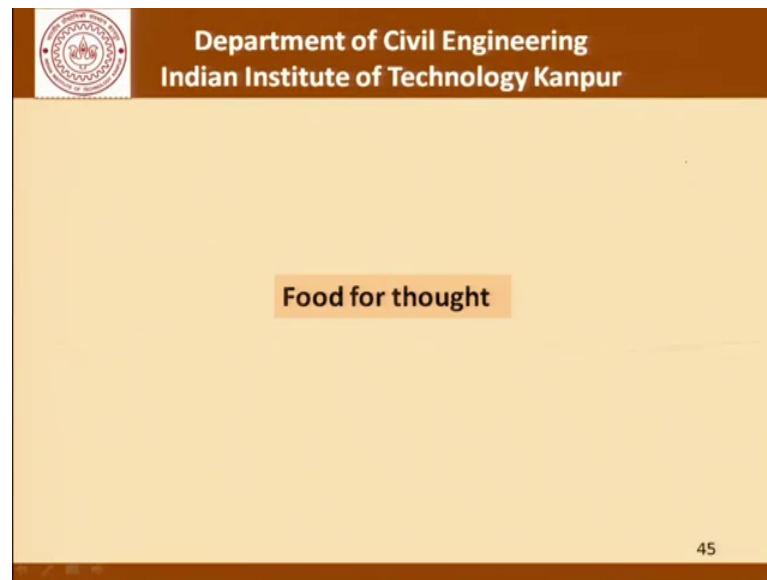 Department of Civil Engineering
Indian Institute of Technology Kanpur
Food for thought
45